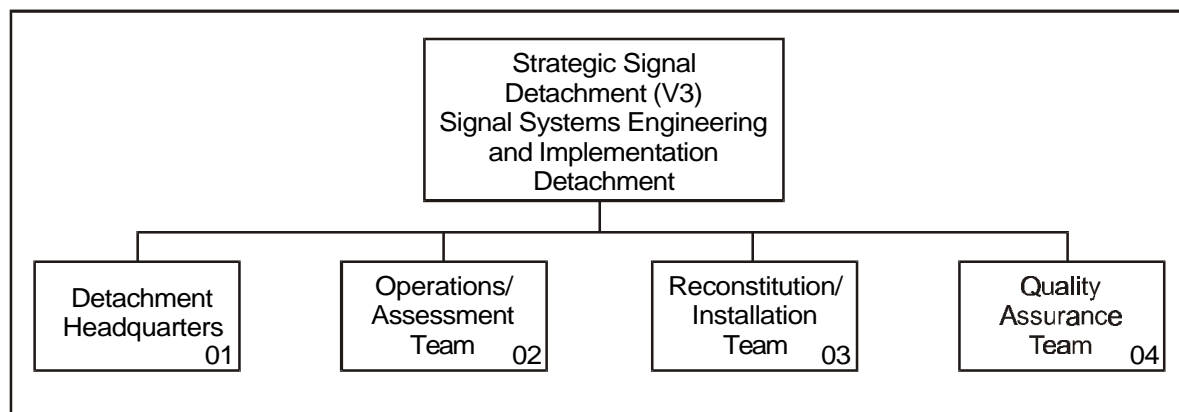 Strategic Signal
Detachment (V3)
Signal Systems Engineering
and Implementation
Detachment
Detachment
Headquarters
01
Operations/
Assessment
Team
02
Reconstitution/
Installation
Team
03
Quality
Assurance
Team
04